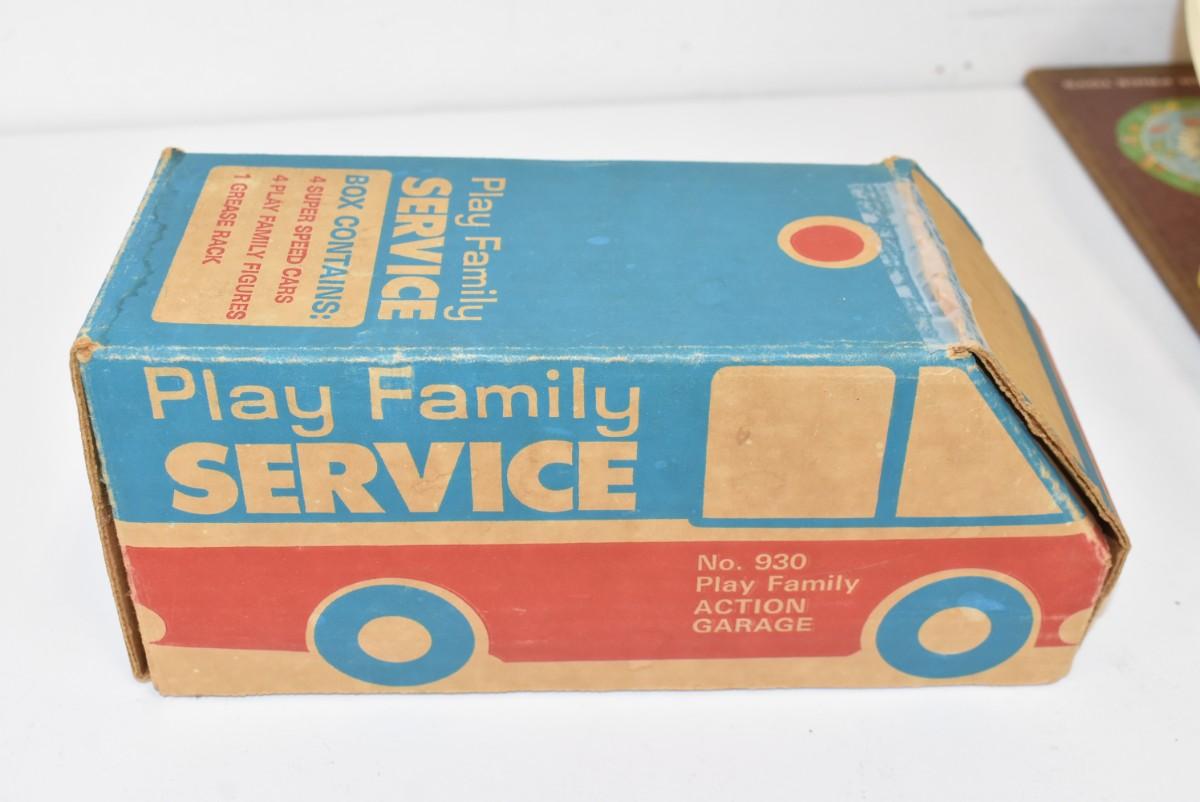 Play Family
SERVICE
BOX CONTAINS:
4 SUPER SPEED CARS
4 PLAY FAMILY FIGURES
1 GREASE RACK
Play Family
SERVICE
No. 930
Play Family
ACTION
GARAGE